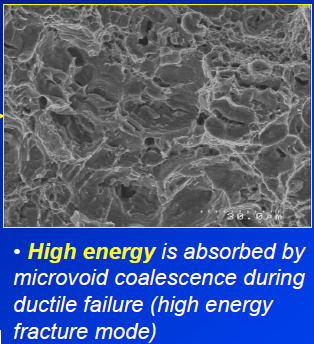 30.0µm
• High energy is absorbed by
microvoid coalescence during
ductile failure (high energy
fracture mode)